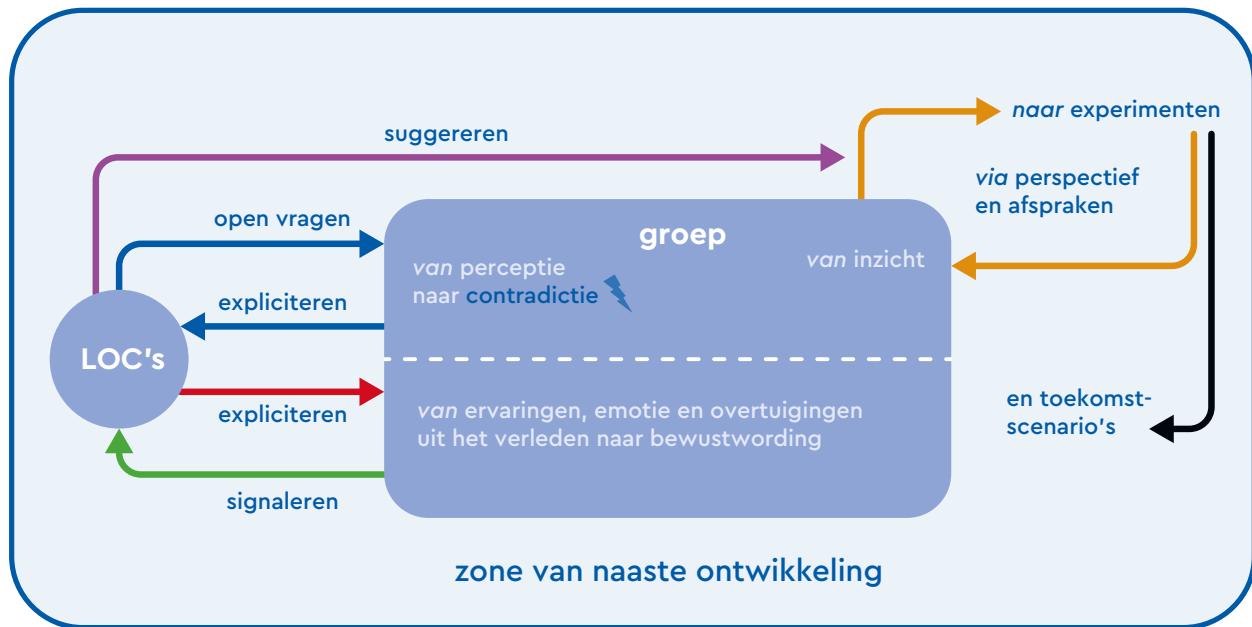 naar experimenten
suggereren
via perspectief
en afspraken
open vragen
groep
van inzicht
van perceptie
naar contradictie
expliciteren
LOC's
expliciteren
en toekomst-
scenario's
van ervaringen, emotie en overtuigingen
uit het verleden naar bewustwording
signaleren
zone van naaste ontwikkeling